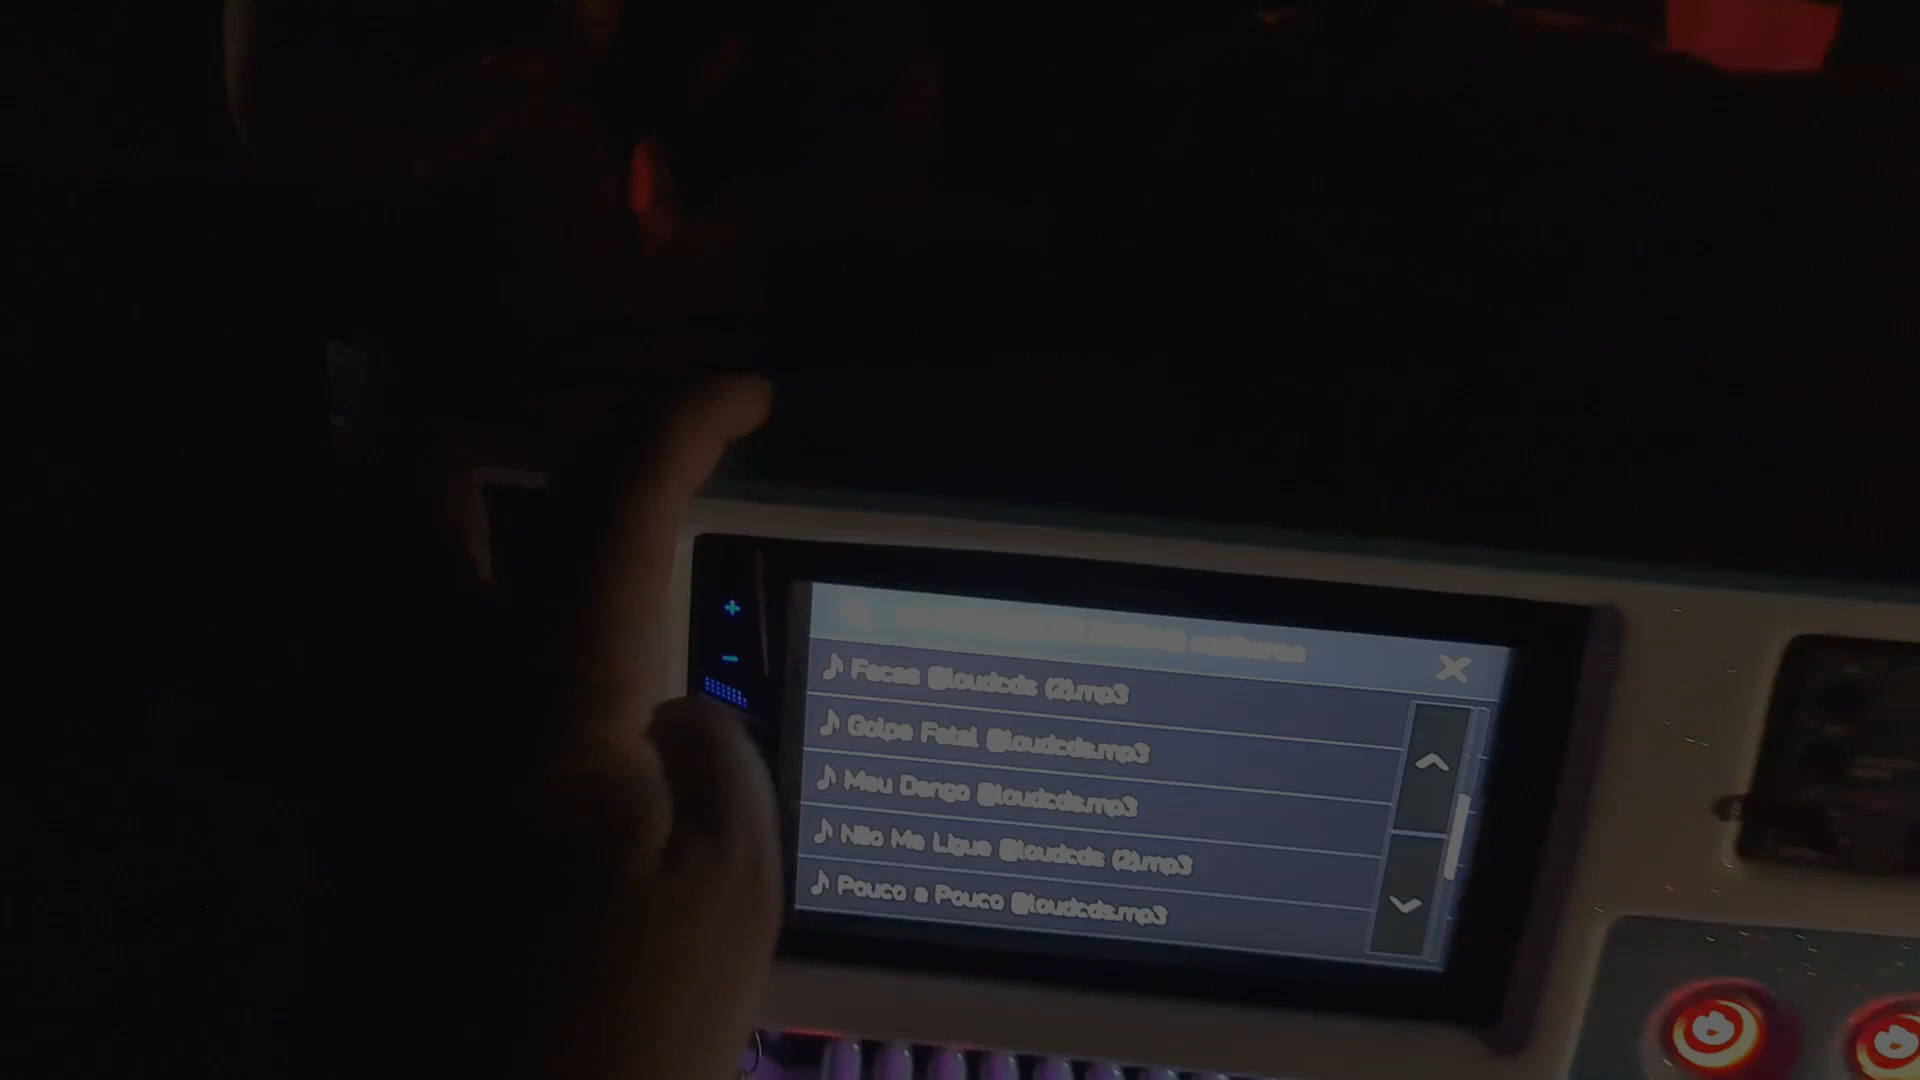 Facas @loudcds (2).mp3
Golpe Fatal @loudcds.mp3
Meu Dengo @loudcds.mp3
Não Me Ligue @loudcds (2).mp3
Pouco a Pouco @loudcds.mp3